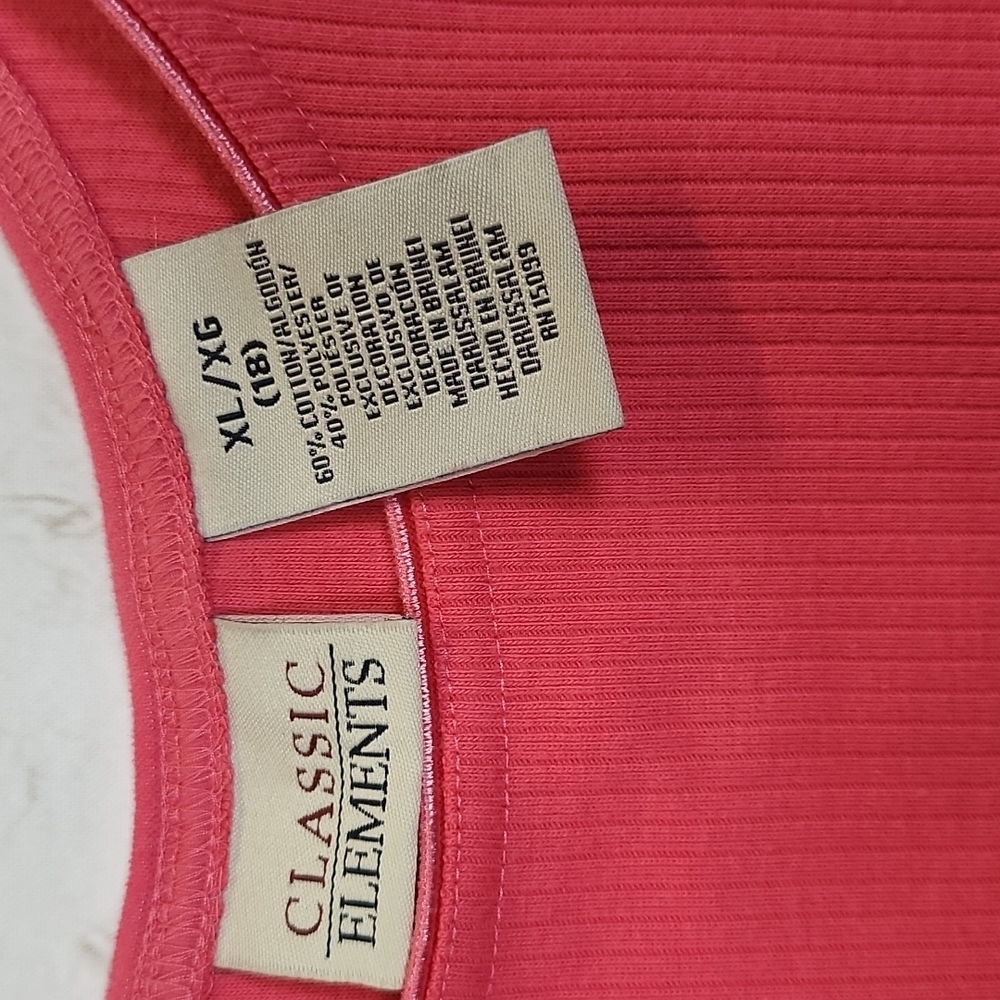 XL/XG
(18)
60% COTTON/ALGODÓN
40% POLYESTER/
POLIESTER
EXCLUSIVE OF
DECORATION
EXCLUSIVO DE
DECORACIÓN
MADE IN BRUNEI
DARUSSALAM
HECHO EN BRUNEI
DARUSSALAM
RN 15099
CLASSIC
ELEMENTS